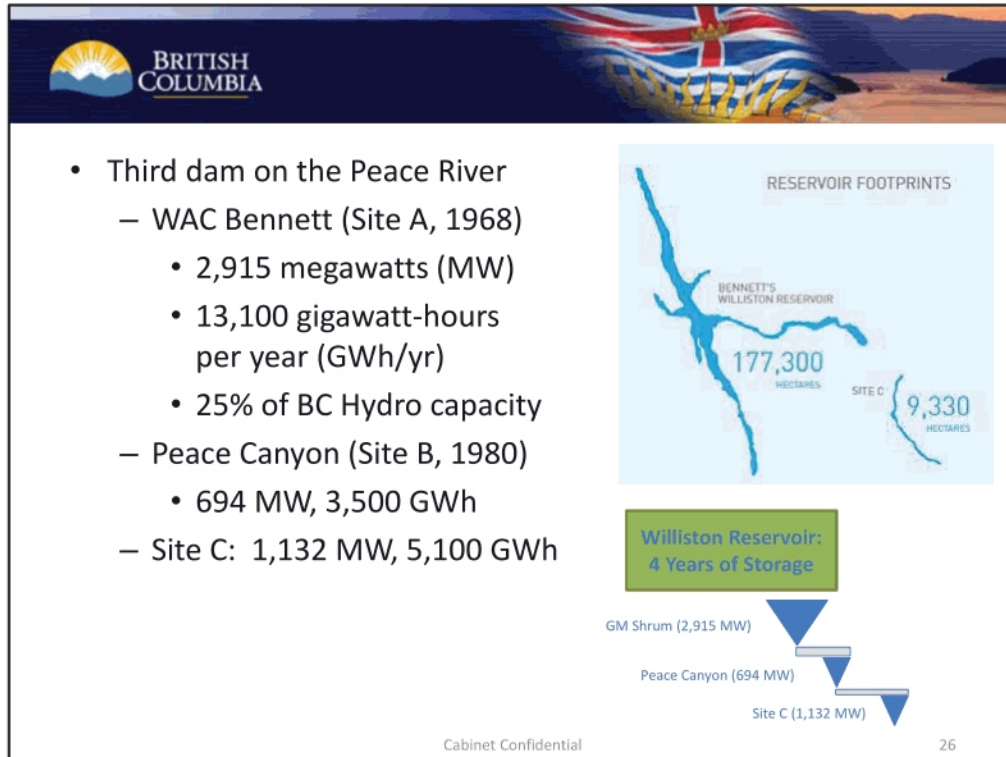 BRITISH
COLUMBIA
• Third dam on the Peace River
– WAC Bennett (Site A, 1968)
• 2,915 megawatts (MW)
• 13,100 gigawatt-hours
per year (GWh/yr)
• 25% of BC Hydro capacity
– Peace Canyon (Site B, 1980)
• 694 MW, 3,500 GWh
– Site C:  1,132 MW, 5,100 GWh
RESERVOIR FOOTPRINTS
BENNETT'S
WILLISTON RESERVOIR
177,300
HECTARES
SITE C
9,330
HECTARES
Williston Reservoir:
4 Years of Storage
GM Shrum (2,915 MW)
Peace Canyon (694 MW)
Site C (1,132 MW)
Cabinet Confidential
26